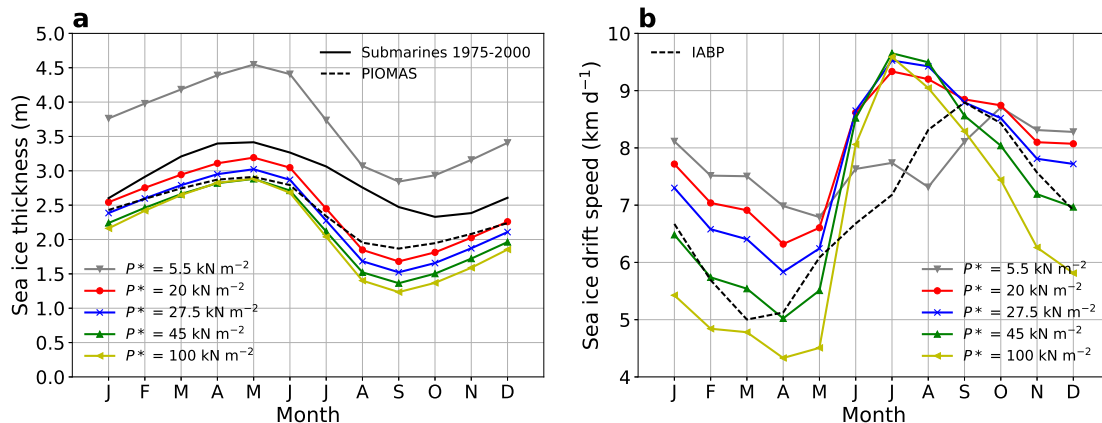 a
Sea ice thickness (m)
5.0
4.5
4.0
3.5
3.0
2.5
2.0
1.5
1.0
0.5
0.0
Submarines 1975-2000
PIOMAS
P* = 5.5 kN m⁻²
P* = 20 kN m⁻²
P* = 27.5 kN m⁻²
P* = 45 kN m⁻²
P* = 100 kN m⁻²
J F M A M J J A S O N D
Month
b
Sea ice drift speed (km d⁻¹)
10
9
8
7
6
5
4
IABP
P* = 5.5 kN m⁻²
P* = 20 kN m⁻²
P* = 27.5 kN m⁻²
P* = 45 kN m⁻²
P* = 100 kN m⁻²
J F M A M J J A S O N D
Month